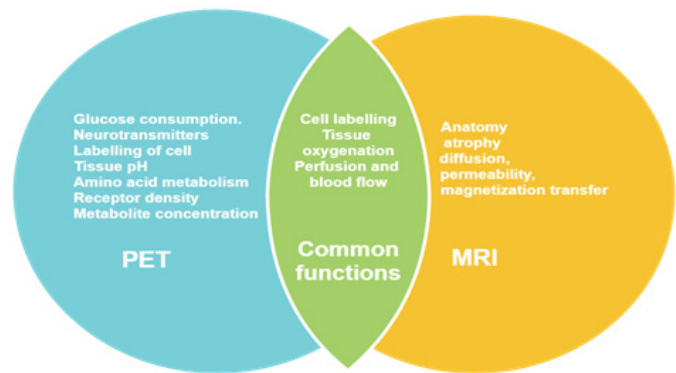 Glucose consumption.
Neurotransmitters
Labelling of cell
Tissue pH
Amino acid metabolism
Receptor density
Metabolite concentration
PET
Cell labelling
Tissue
oxygenation
Perfusion and
blood flow
Common
functions
Anatomy
atrophy
diffusion,
permeability,
magnetization transfer
MRI